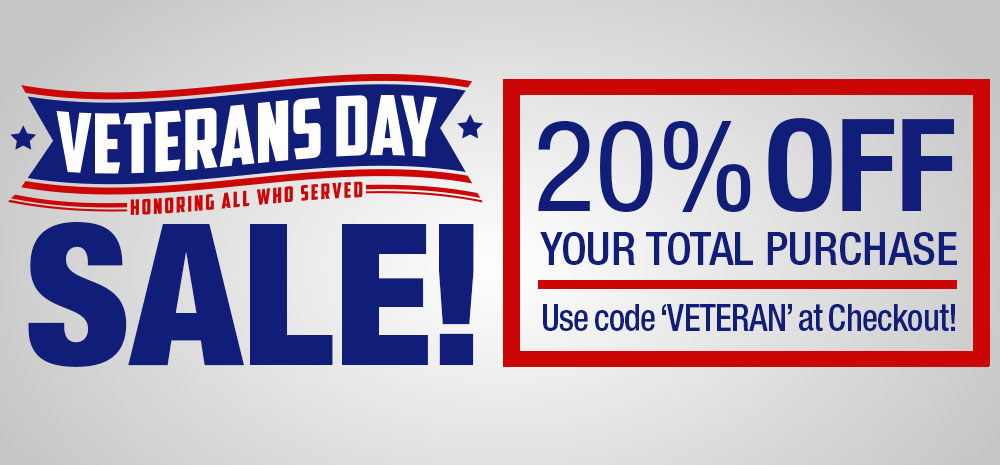 VETERANS DAY
HONORING ALL WHO SERVED
SALE!
20% OFF
YOUR TOTAL PURCHASE
Use code ‘VETERAN’ at Checkout!